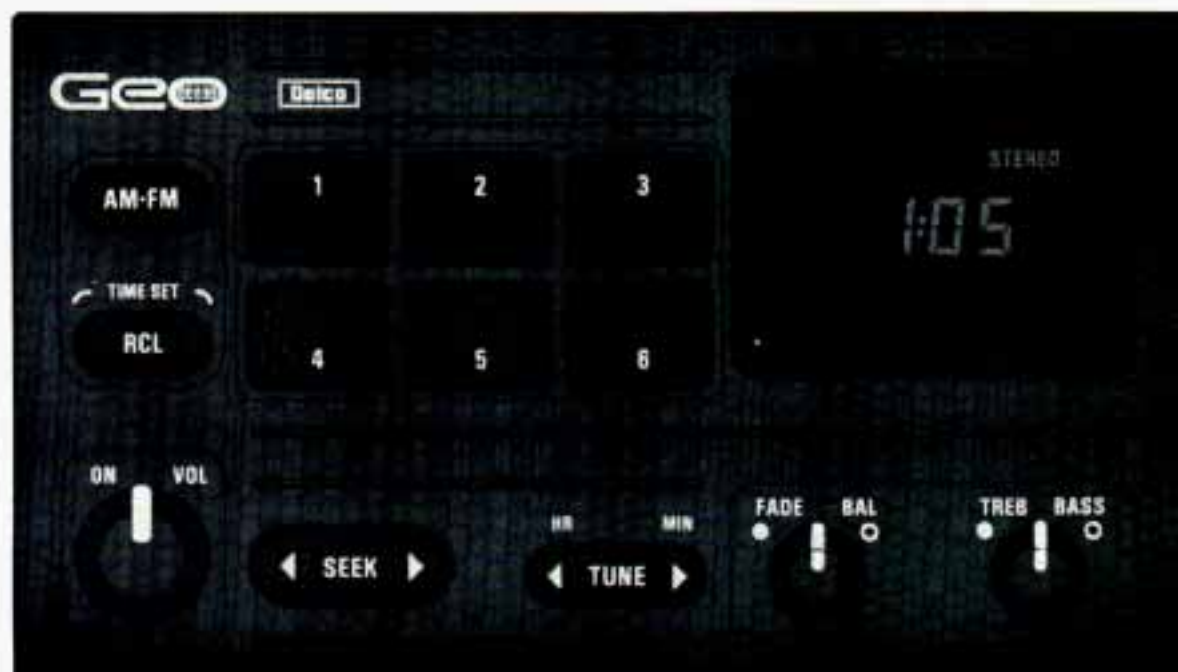 Geo
Delco
AM·FM
1 2 3
STEREO
1:05
TIME SET
RCL
4 5 6
ON VOL
SEEK
HR MIN
TUNE
FADE BAL
TREB BASS